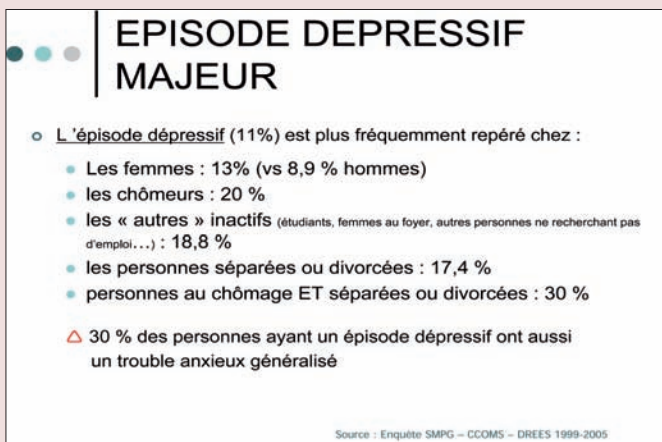 EPISODE DEPRESSIF
MAJEUR
L ’épisode dépressif (11%) est plus fréquemment repéré chez :
Les femmes : 13% (vs 8,9 % hommes)
les chômeurs : 20 %
les « autres » inactifs (étudiants, femmes au foyer, autres personnes ne recherchant pas
d’emploi…) : 18,8 %
les personnes séparées ou divorcées : 17,4 %
personnes au chômage ET séparées ou divorcées : 30 %
30 % des personnes ayant un épisode dépressif ont aussi
un trouble anxieux généralisé
Source : Enquête SMPG – CCOMS – DREES 1999-2005